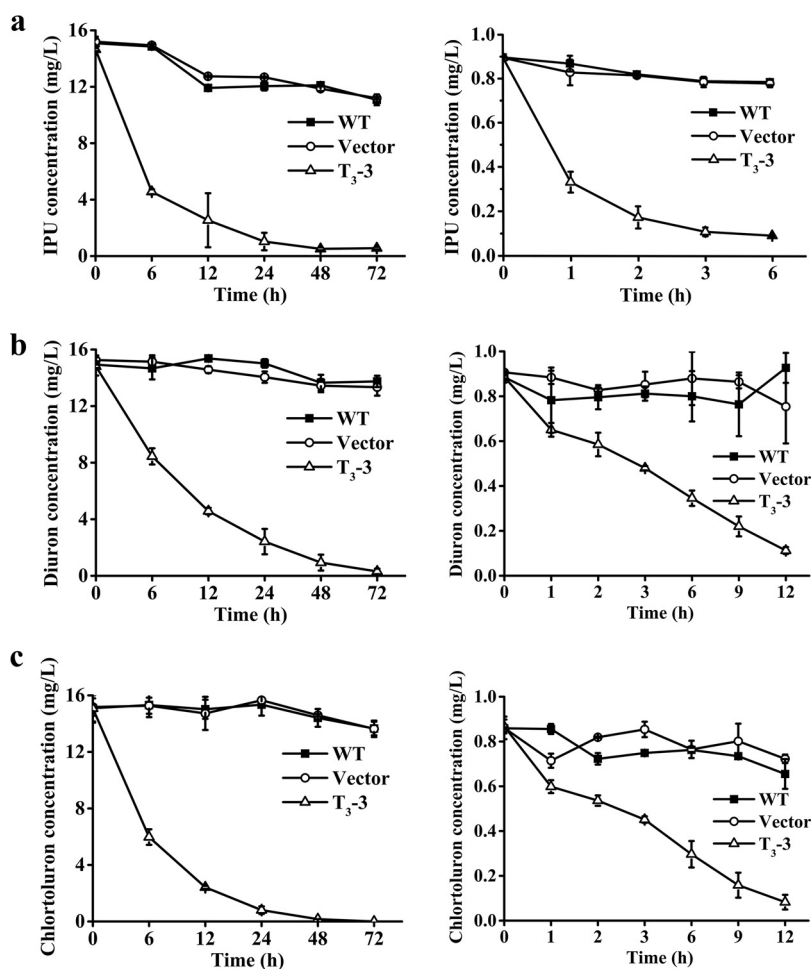 a
IPU concentration (mg/L)
16
12
8
4
0
WT
Vector
T₃-3
0 6 12 24 48 72
Time (h)
IPU concentration (mg/L)
1.0
0.8
0.6
0.4
0.2
0.0
WT
Vector
T₃-3
0 1 2 3 6
Time (h)
b
Diuron concentration (mg/L)
16
12
8
4
0
WT
Vector
T₃-3
0 6 12 24 48 72
Time (h)
Diuron concentration (mg/L)
1.0
0.8
0.6
0.4
0.2
0.0
WT
Vector
T₃-3
0 1 2 3 6 9 12
Time (h)
c
Chlortoluron concentration (mg/L)
16
12
8
4
0
WT
Vector
T₃-3
0 6 12 24 48 72
Time (h)
Chlortoluron concentration (mg/L)
1.0
0.8
0.6
0.4
0.2
0.0
WT
Vector
T₃-3
0 1 2 3 6 9 12
Time (h)